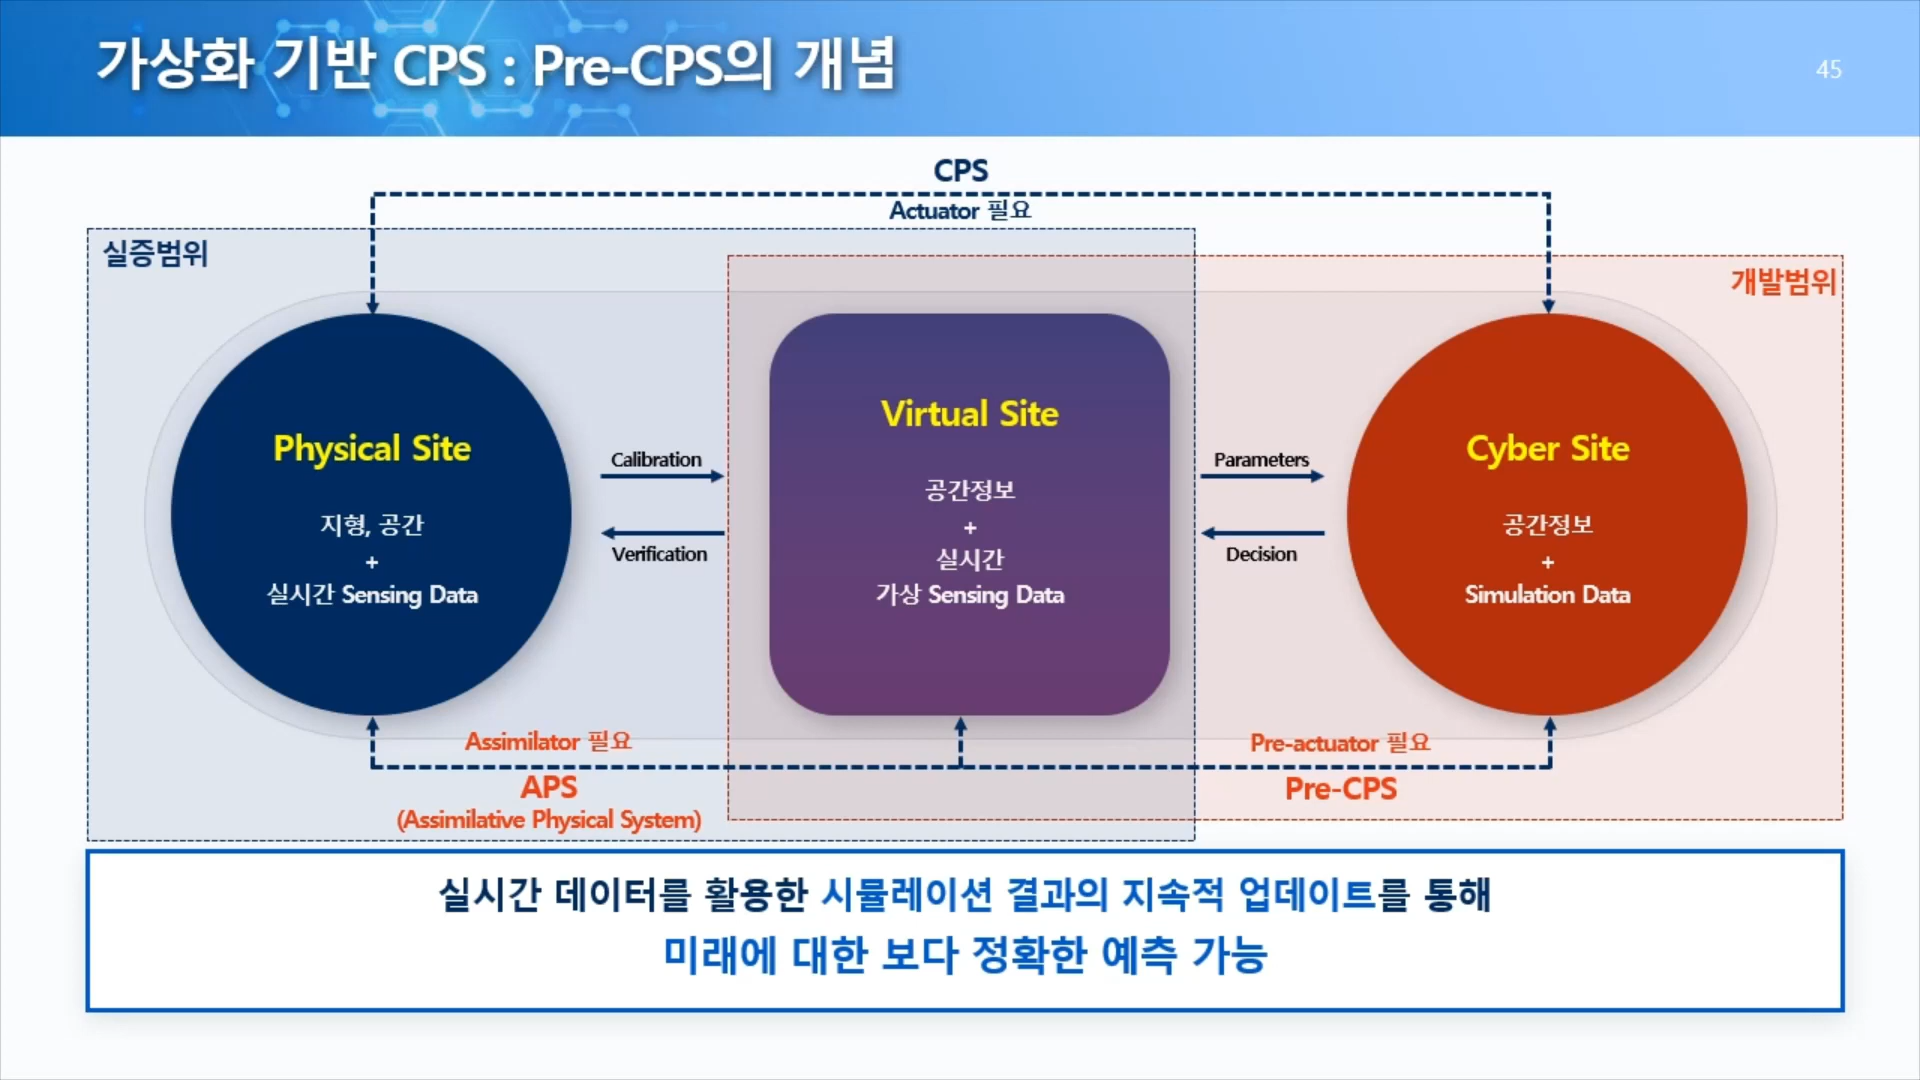 가상화 기반 CPS : Pre-CPS의 개념
45
CPS
Actuator 필요
실증범위
개발범위
Physical Site
지형, 공간
+
실시간 Sensing Data
Calibration
Verification
Virtual Site
공간정보
+
실시간
가상 Sensing Data
Parameters
Decision
Cyber Site
공간정보
+
Simulation Data
Assimilator 필요
APS
(Assimilative Physical System)
Pre-actuator 필요
Pre-CPS
실시간 데이터를 활용한 시뮬레이션 결과의 지속적 업데이트를 통해
미래에 대한 보다 정확한 예측 가능